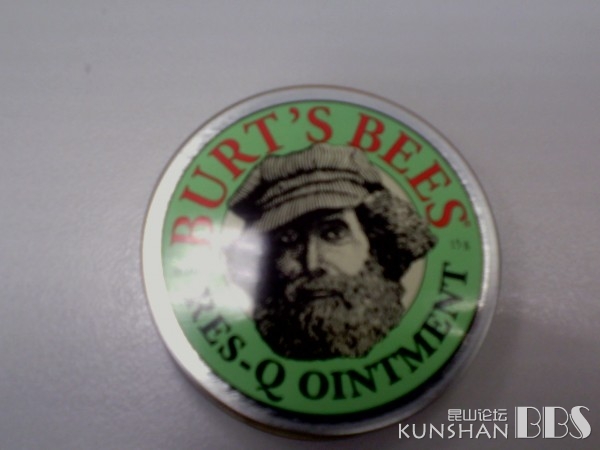 BURT'S BEES
RES-Q OINTMENT
昆山论坛
KUNSHAN BBS